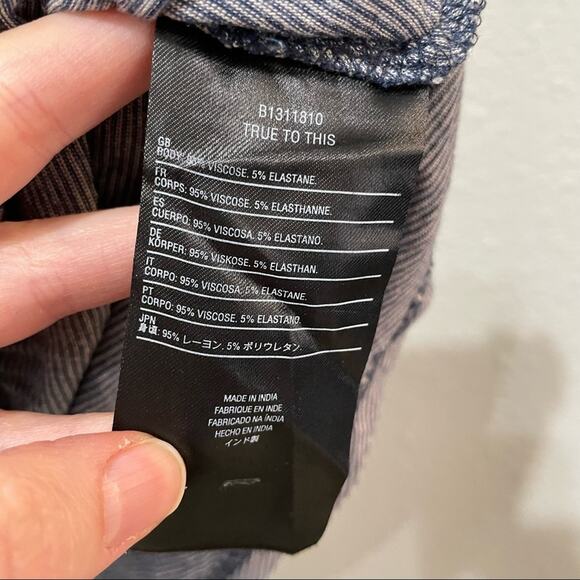 B1311810
TRUE TO THIS
GB
BODY: 95% VISCOSE. 5% ELASTANE.
FR
CORPS: 95% VISCOSE. 5% ELASTHANNE.
ES
CUERPO: 95% VISCOSA. 5% ELASTANO.
DE
KÖRPER: 95% VISKOSE. 5% ELASTHAN.
IT
CORPO: 95% VISCOSA. 5% ELASTANE.
PT
CORPO: 95% VISCOSE. 5% ELASTANO.
JPN
身頃: 95% レーヨン. 5% ポリウレタン.
MADE IN INDIA
FABRIQUE EN INDE
FABRICADO NA ÍNDIA
HECHO EN INDIA
インド製